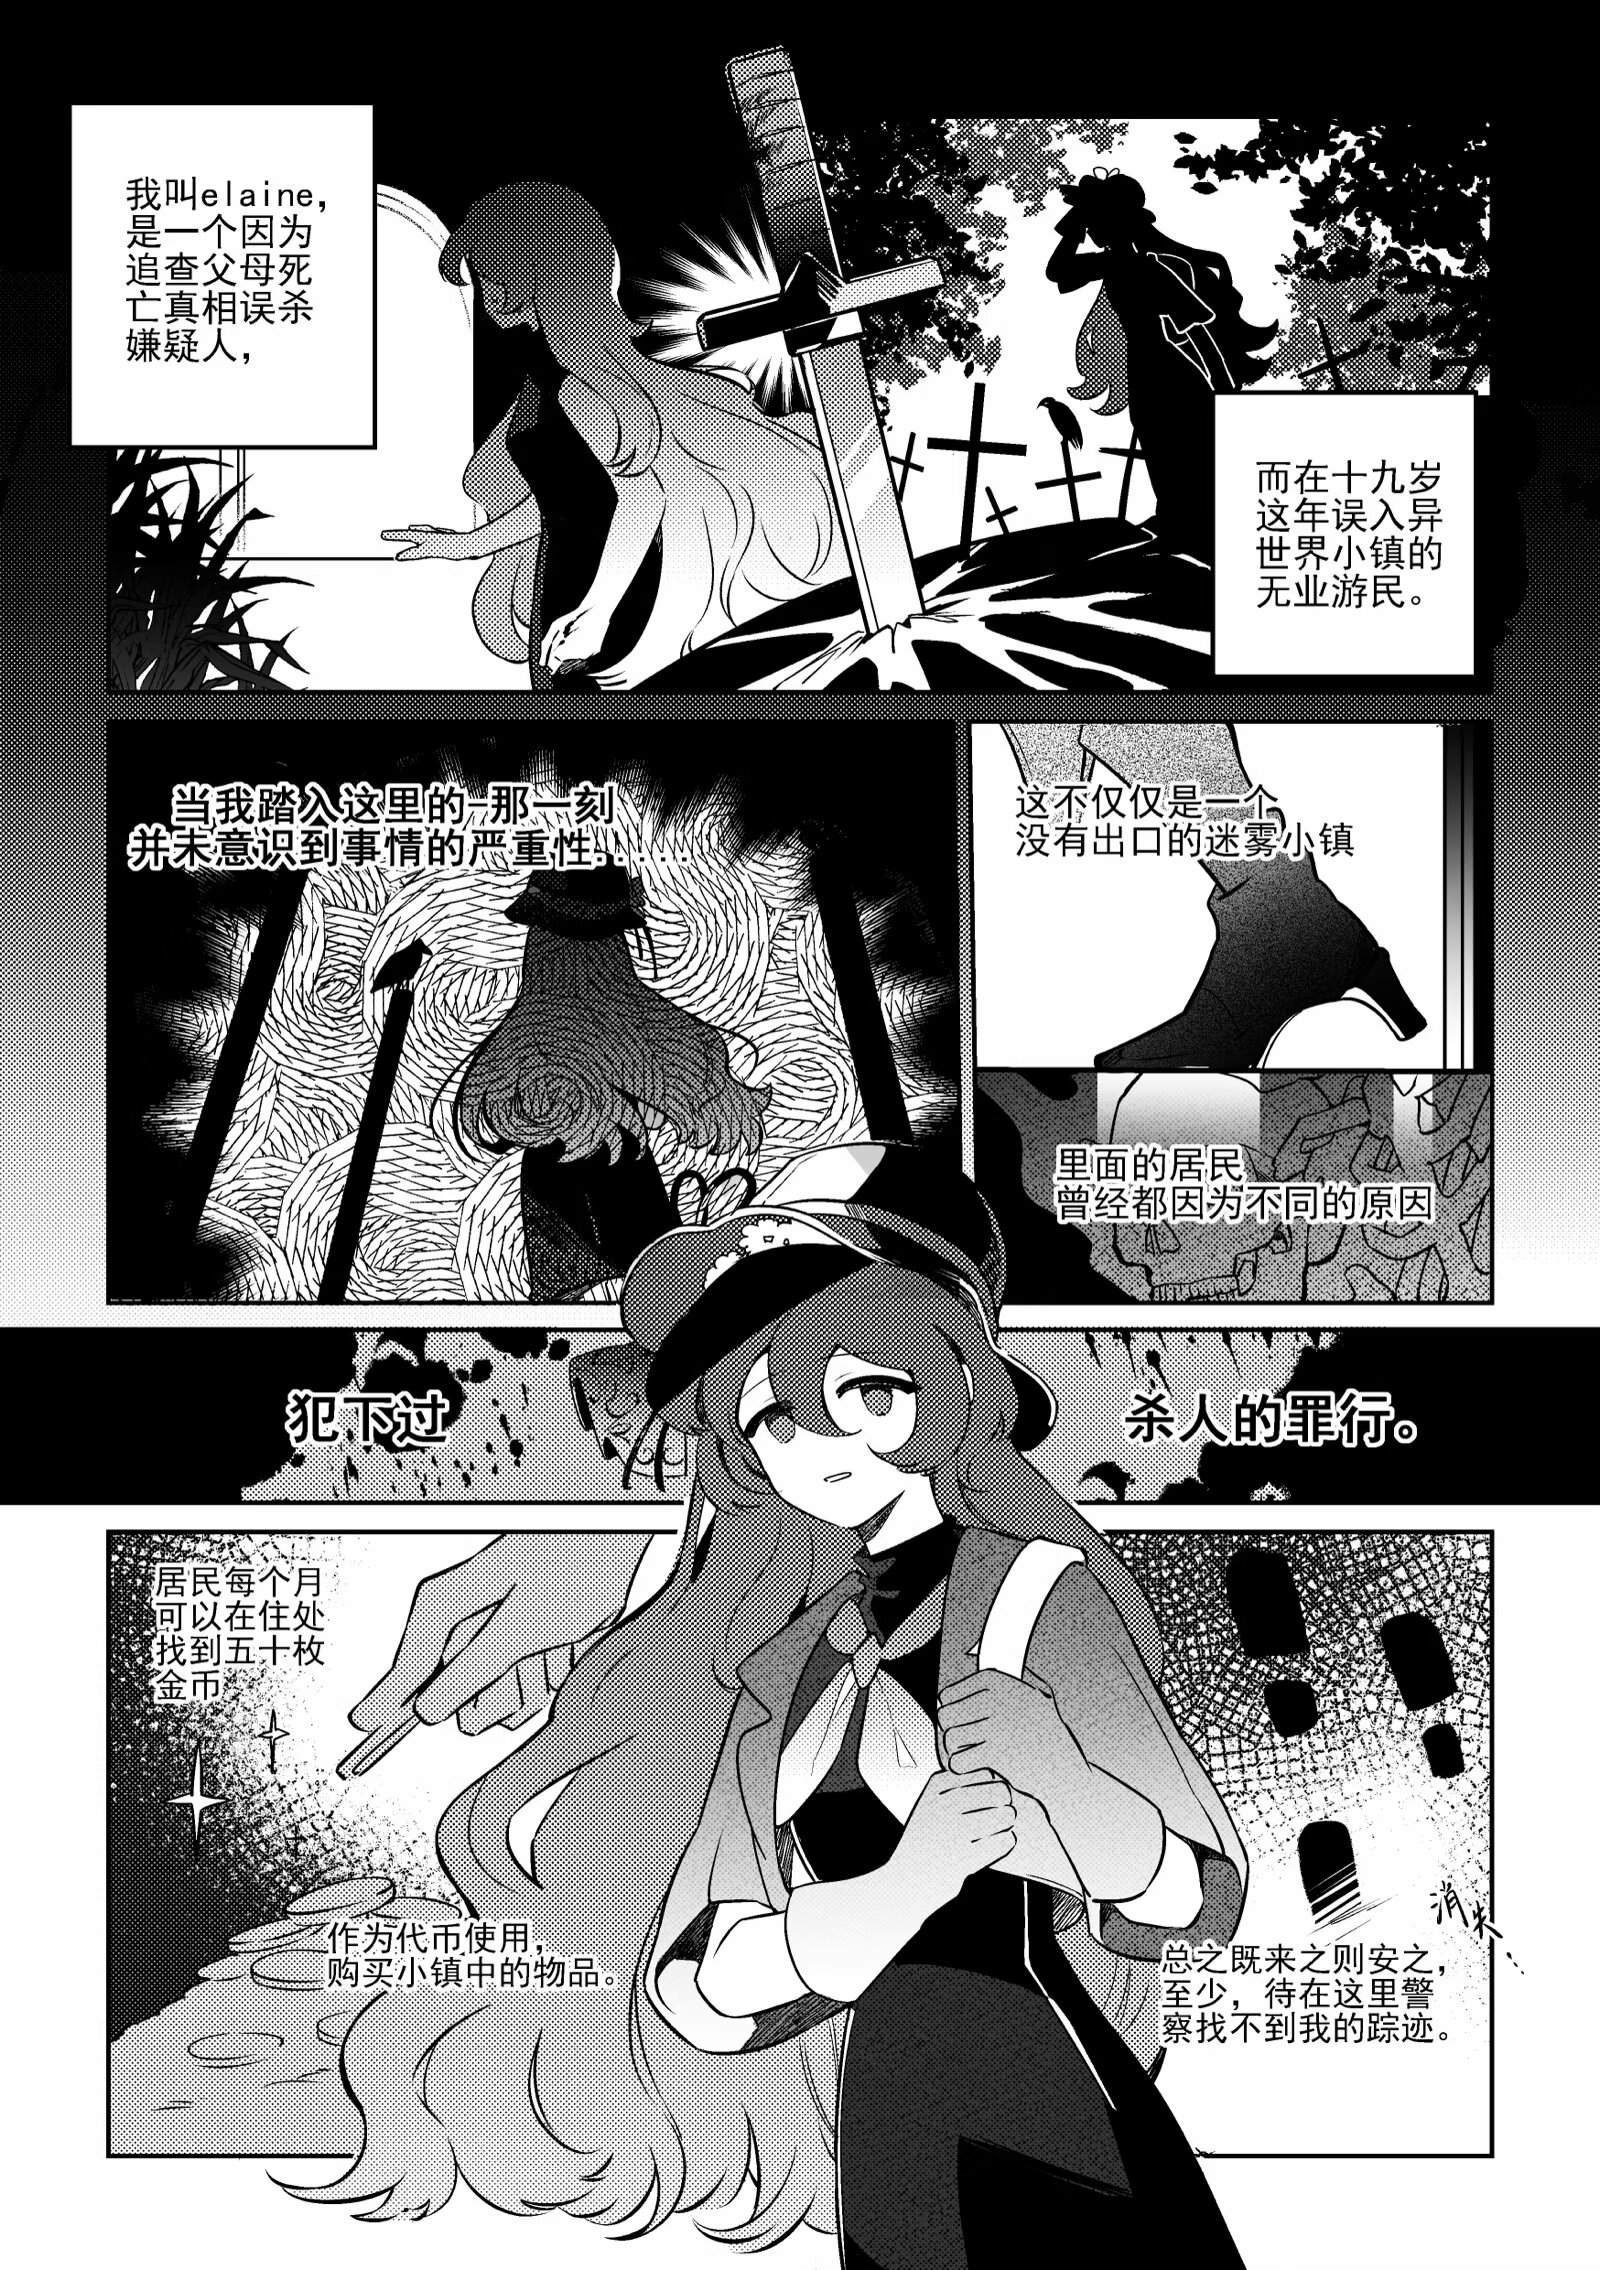 我叫elaine,
是一个因为
追查父母死
亡真相误杀
嫌疑人,
而在十九岁
这年误入异
世界小镇的
无业游民。
当我踏入这里的-那一刻
并未意识到事情的严重性.....
这不仅仅是一个
没有出口的迷雾小镇
里面的居民
曾经都因为不同的原因
犯下过
杀人的罪行。
居民每个月
可以在住处
找到五十枚
金币
作为代币使用,
购买小镇中的物品。
消失...
总之既来之则安之,
至少, 待在这里警
察找不到我的踪迹。